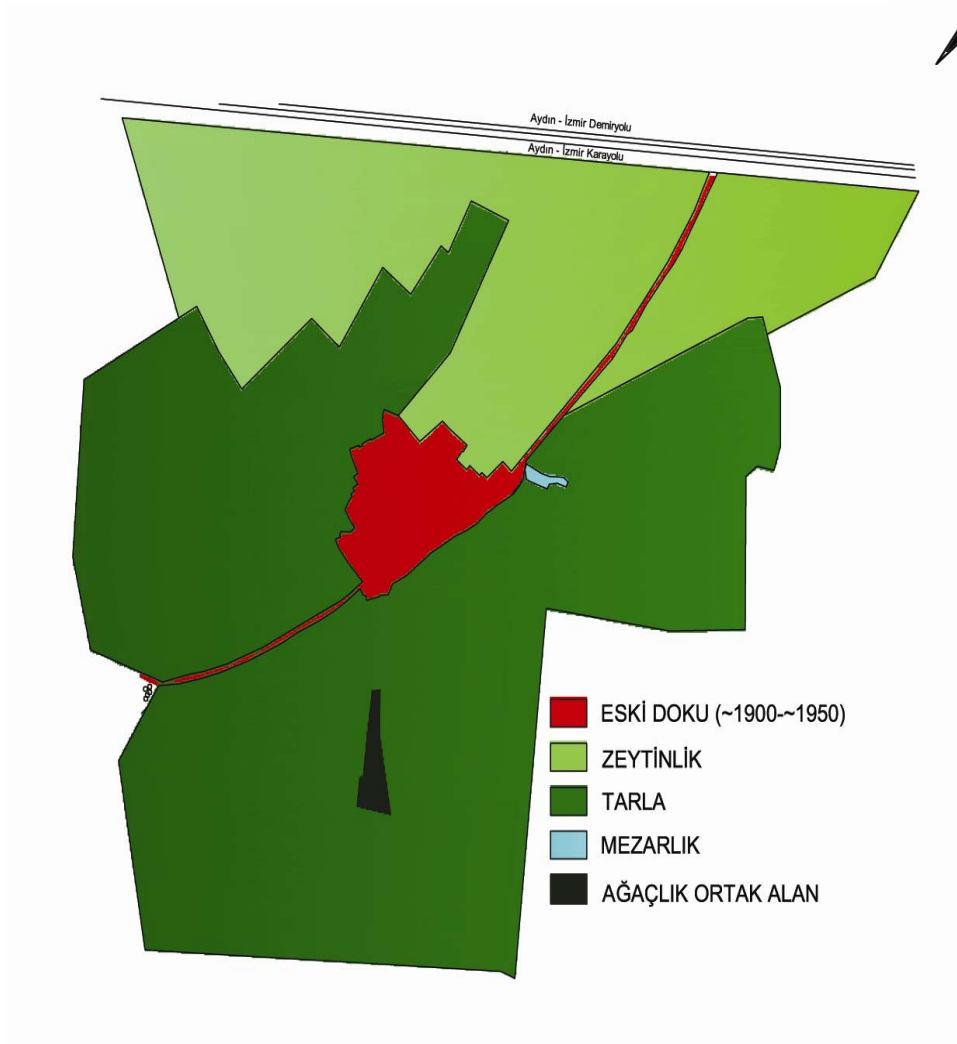 Aydın - İzmir Demiryolu
Aydın - İzmir Karayolu
ESKİ DOKU (~1900-~1950)
ZEYTİNLİK
TARLA
MEZARLIK
AĞAÇLIK ORTAK ALAN